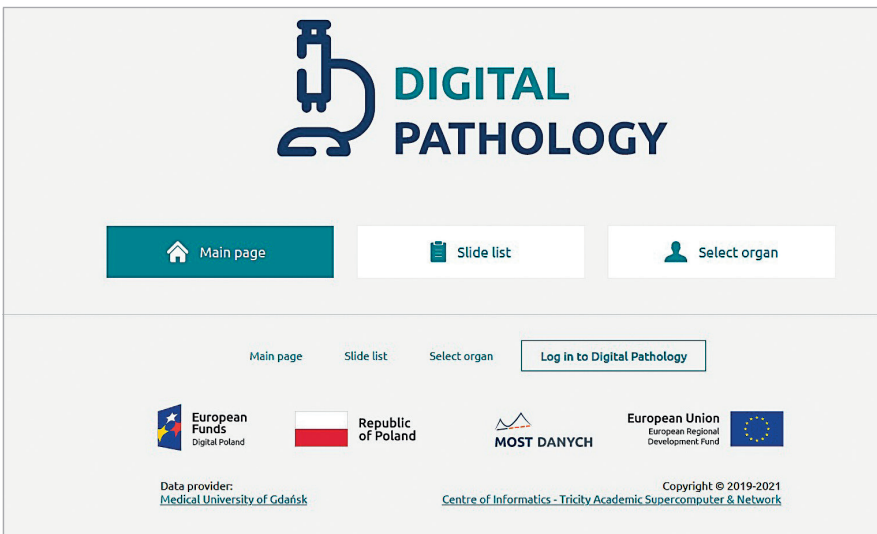 DIGITAL
PATHOLOGY
Main page
Slide list
Select organ
Main page
Slide list
Select organ
Log in to Digital Pathology
European
Funds
Digital Poland
Republic
of Poland
MOST DANYCH
European Union
European Regional
Development Fund
Data provider:
Medical University of Gdańsk
Copyright © 2019-2021
Centre of Informatics - Tricity Academic Supercomputer & Network